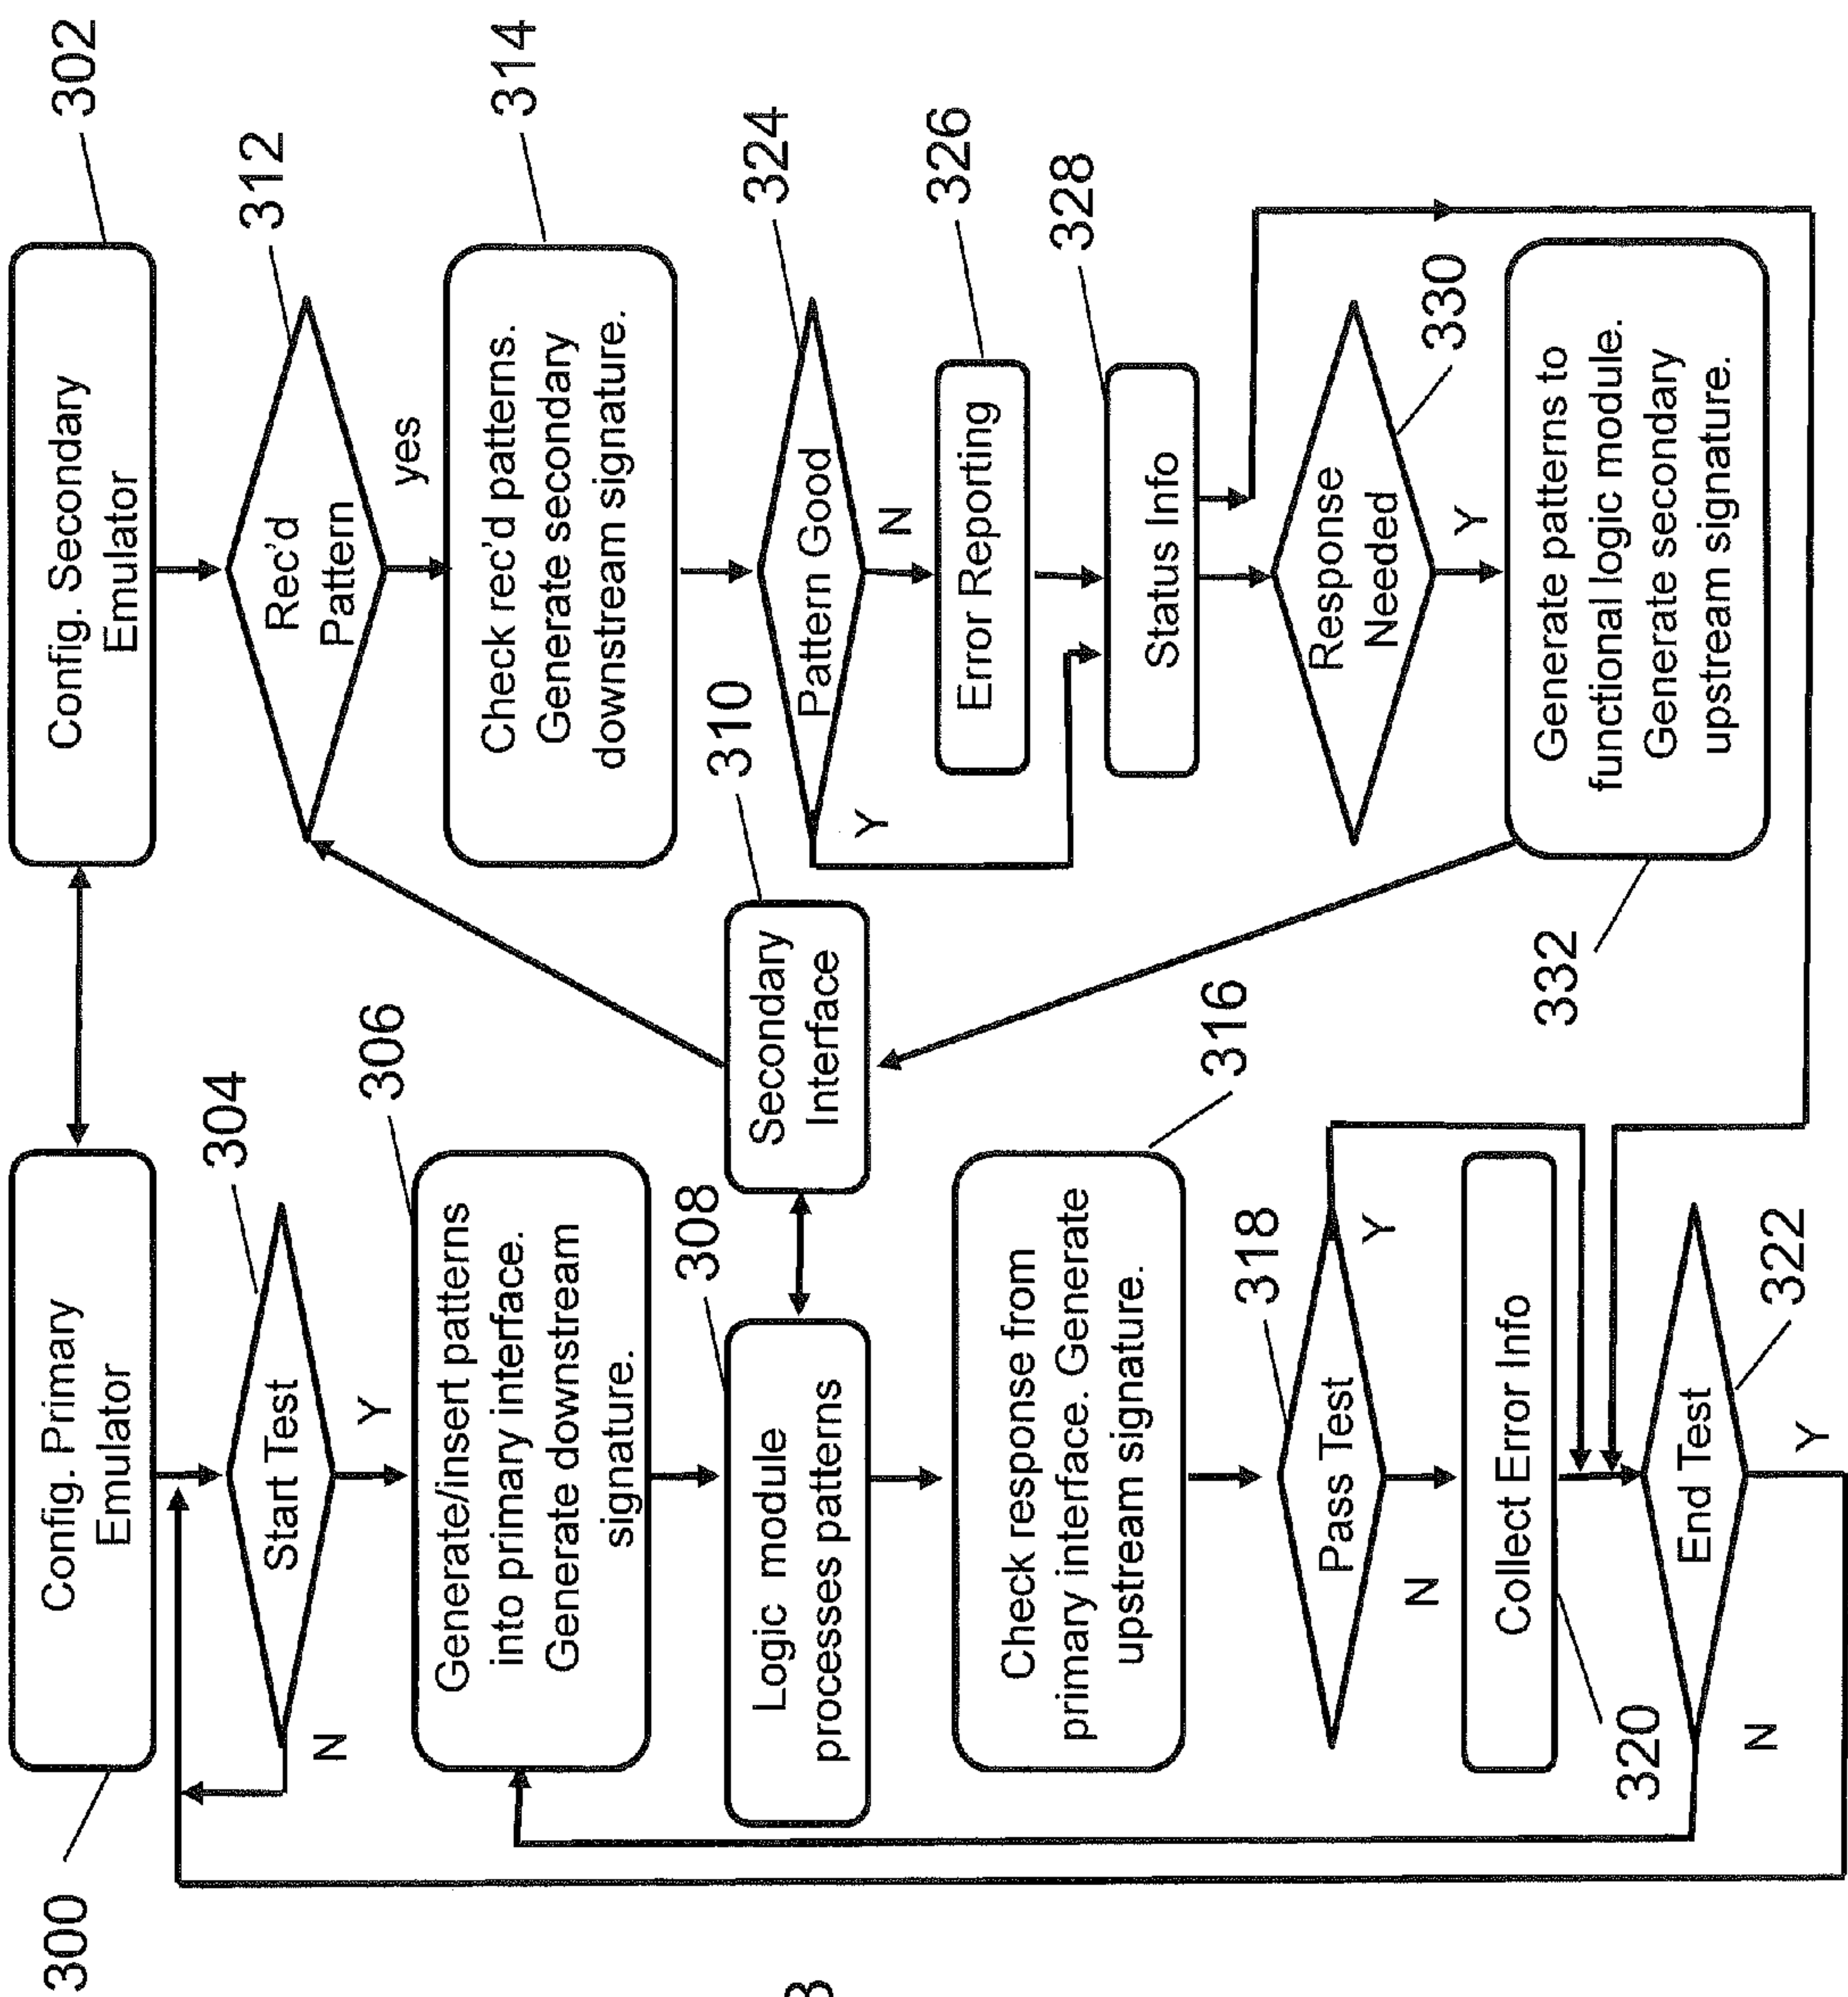 300
Config. Primary
Emulator
Config. Secondary
Emulator
302
Start Test
304
N
Y
Rec'd
Pattern
312
yes
Generate/insert patterns
into primary interface.
Generate downstream
signature.
306
Check rec'd patterns.
Generate secondary
downstream signature.
314
Logic module
processes patterns
308
Secondary
Interface
310
Pattern Good
324
Y
N
Check response from
primary interface. Generate
upstream signature.
316
Error Reporting
326
Status Info
328
Pass Test
318
N
Y
Response
Needed
330
Y
Collect Error Info
320
Generate patterns to
functional logic module.
Generate secondary
upstream signature.
332
End Test
322
N
Y
3